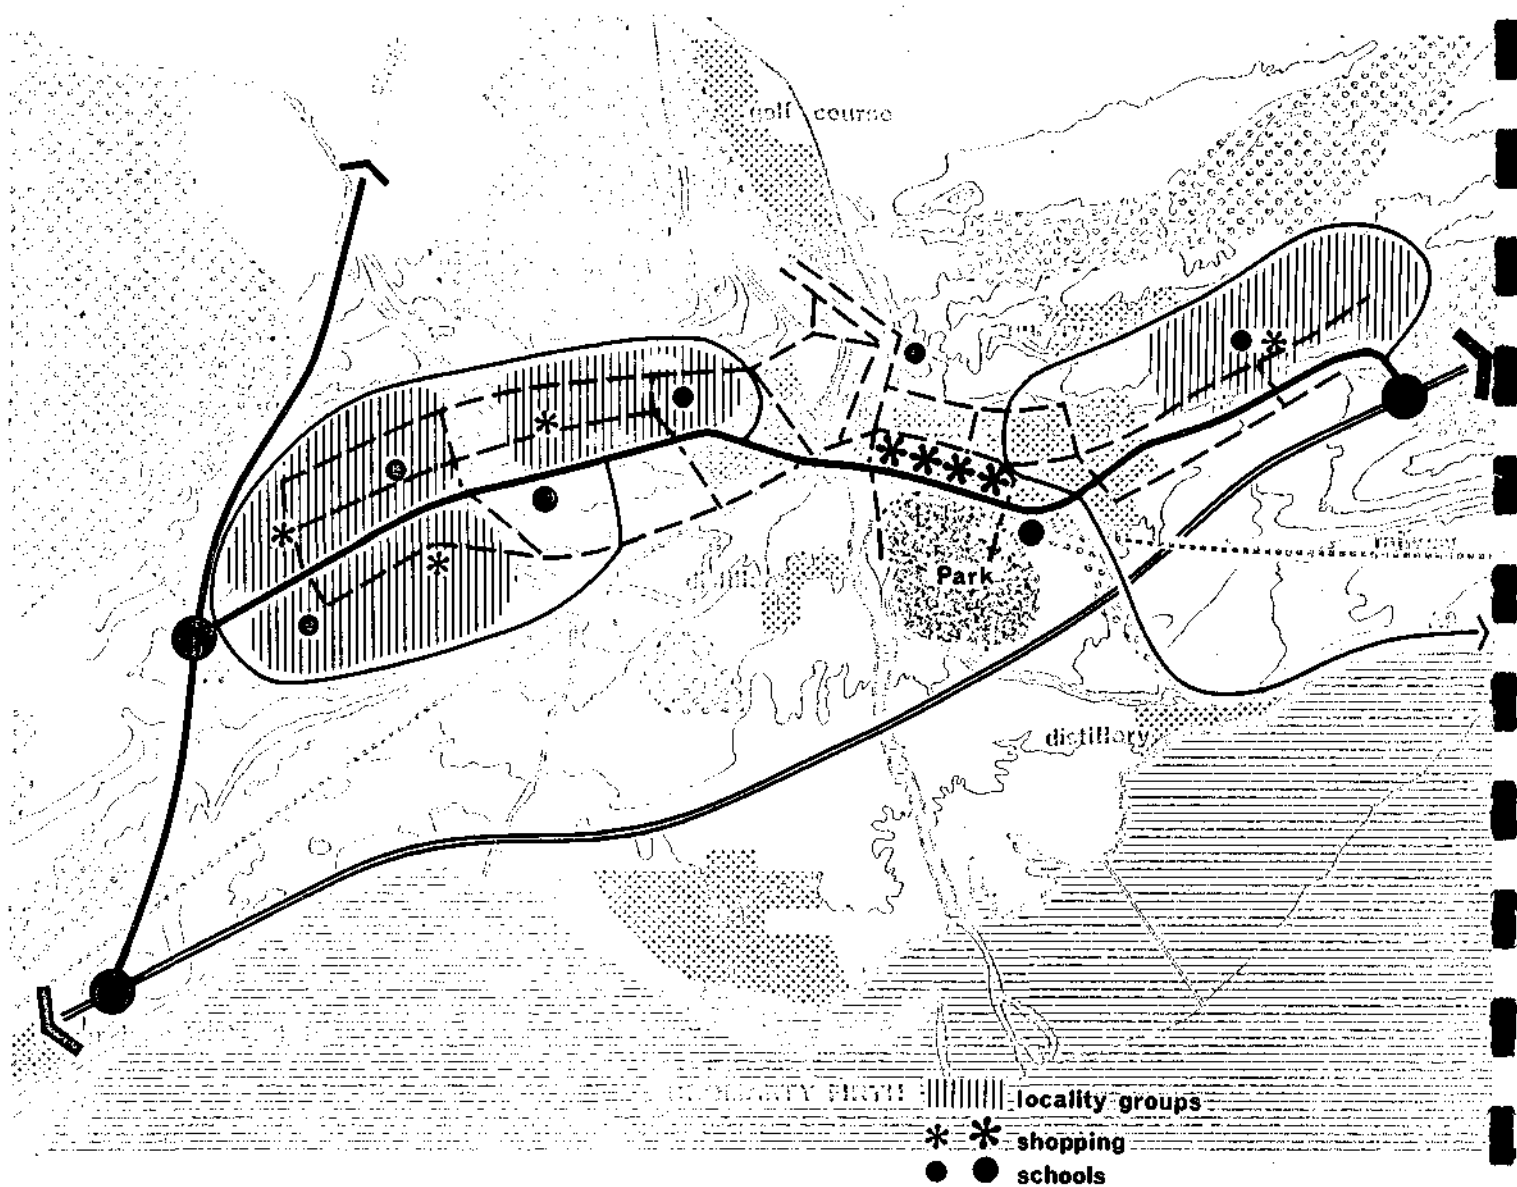 golf course
Park
distillery
locality groups
shopping
schools